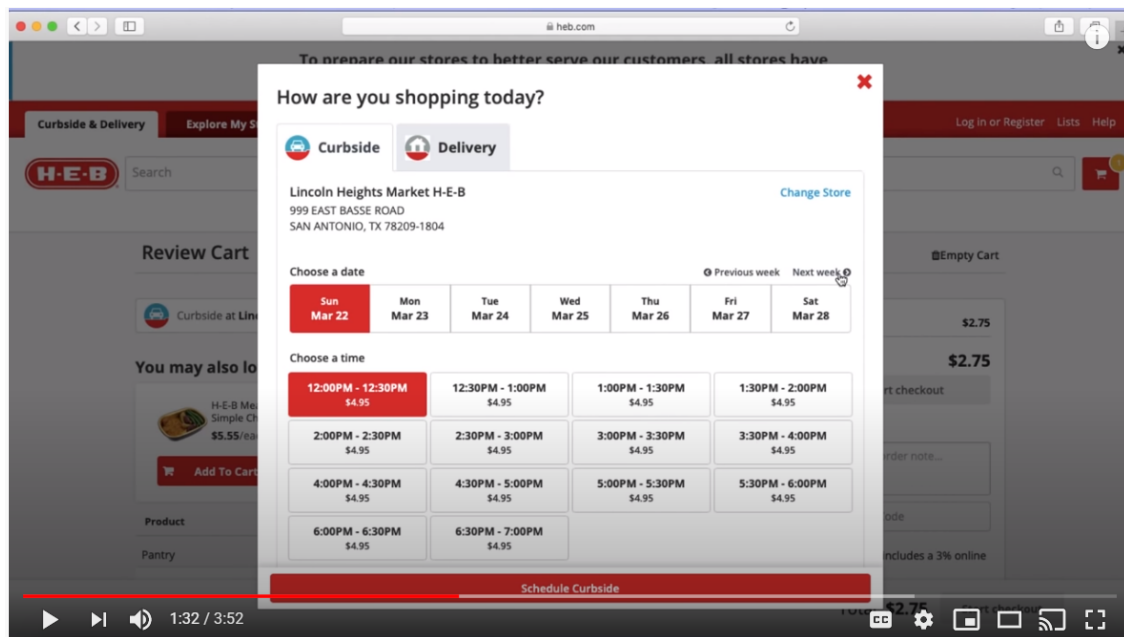 heb.com
To prepare our stores to better serve our customers, all stores have
How are you shopping today?
Curbside & Delivery
Explore My
Log in or Register Lists Help
Curbside Delivery
H-E-B
Search
Lincoln Heights Market H-E-B
Change Store
999 EAST BASSE ROAD
SAN ANTONIO, TX 78209-1804
Review Cart
Empty Cart
Choose a date
Previous week Next week
Sun Mon Tue Wed Thu Fri Sat
Mar 22 Mar 23 Mar 24 Mar 25 Mar 26 Mar 27 Mar 28
Curbside at
$2.75
Choose a time
$2.75
You may also
12:00PM - 12:30PM 12:30PM - 1:00PM 1:00PM - 1:30PM 1:30PM - 2:00PM
$4.95 $4.95 $4.95 $4.95
checkout
H-E-B
Simple
$5.55/ea
2:00PM - 2:30PM 2:30PM - 3:00PM 3:00PM - 3:30PM 3:30PM - 4:00PM
$4.95 $4.95 $4.95 $4.95
order note...
Add To Cart
4:00PM - 4:30PM 4:30PM - 5:00PM 5:00PM - 5:30PM 5:30PM - 6:00PM
$4.95 $4.95 $4.95 $4.95
Product
6:00PM - 6:30PM 6:30PM - 7:00PM
$4.95 $4.95
Pantry
includes a 3% online
Schedule Curbside
$2.75
checkout
1:32 / 3:52
CC